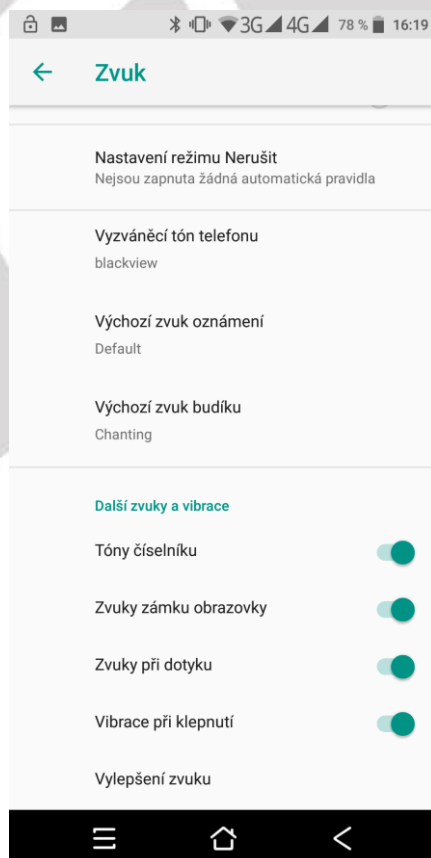 3G 4G 78 % 16:19
Zvuk
Nastavení režimu Nerušit
Nejsou zapnuta žádná automatická pravidla
Vyzváněcí tón telefonu
blackview
Výchozí zvuk oznámení
Default
Výchozí zvuk budíku
Chanting
Další zvuky a vibrace
Tóny číselníku
Zvuky zámku obrazovky
Zvuky při dotyku
Vibrace při klepnutí
Vylepšení zvuku